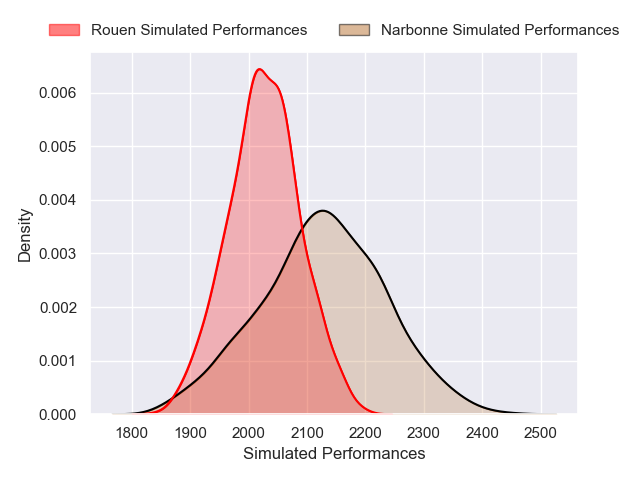 Rouen Simulated Performances Narbonne Simulated Performances
0.006
0.005
0.004
0.003
0.002
0.001
0.000
Density
1800 1900 2000 2100 2200 2300 2400 2500
Simulated Performances